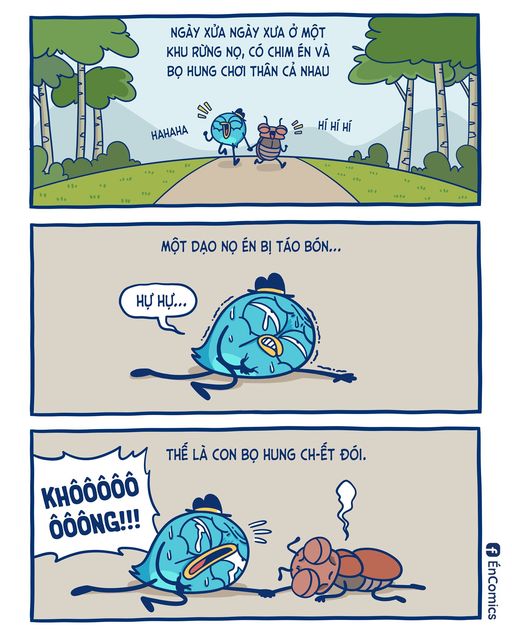 NGÀY XỬA NGÀY XƯA Ở MỘT
KHU RỪNG NỌ, CÓ CHIM ÉN VÀ
BỌ HUNG CHƠI THÂN CẢ NHAU
HAHAHA
HÍ HÍ HÍ
MỘT DẠO NỌ ÉN BỊ TÁO BÓN...
HỰ HỰ...
THẾ LÀ CON BỌ HUNG CH-ẾT ĐÓI.
KHÔÔÔÔÔ
ÔÔÔNG!!!
ÉnComics